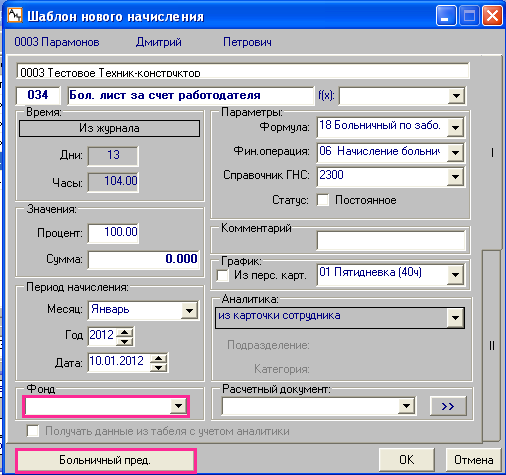 Шаблон нового начисления
0003 Парамонов Дмитрий Петрович
0003 Тестовое Техник-конструктор
034 Бол. лист за счет работодателя f(x):
Время:
Из журнала
Дни: 13
Часы: 104.00
Параметры:
Формула: 18 Больничный по забо.
Фин.операция: 06 Начисление больнич
Справочник ГНС: 2300
Статус: Постоянное
Значения:
Процент: 100.00
Сумма: 0.000
Комментарий
График:
Из перс. карт. 01 Пятидневка (40ч)
Период начисления:
Месяц: Январь
Год 2012
Дата: 10.01.2012
Аналитика:
из карточки сотрудника
Подразделение:
Категория:
Фонд
Расчетный документ:
>>
Получать данные из табеля с учетом аналитики
I
II
Больничный пред. OK Отмена